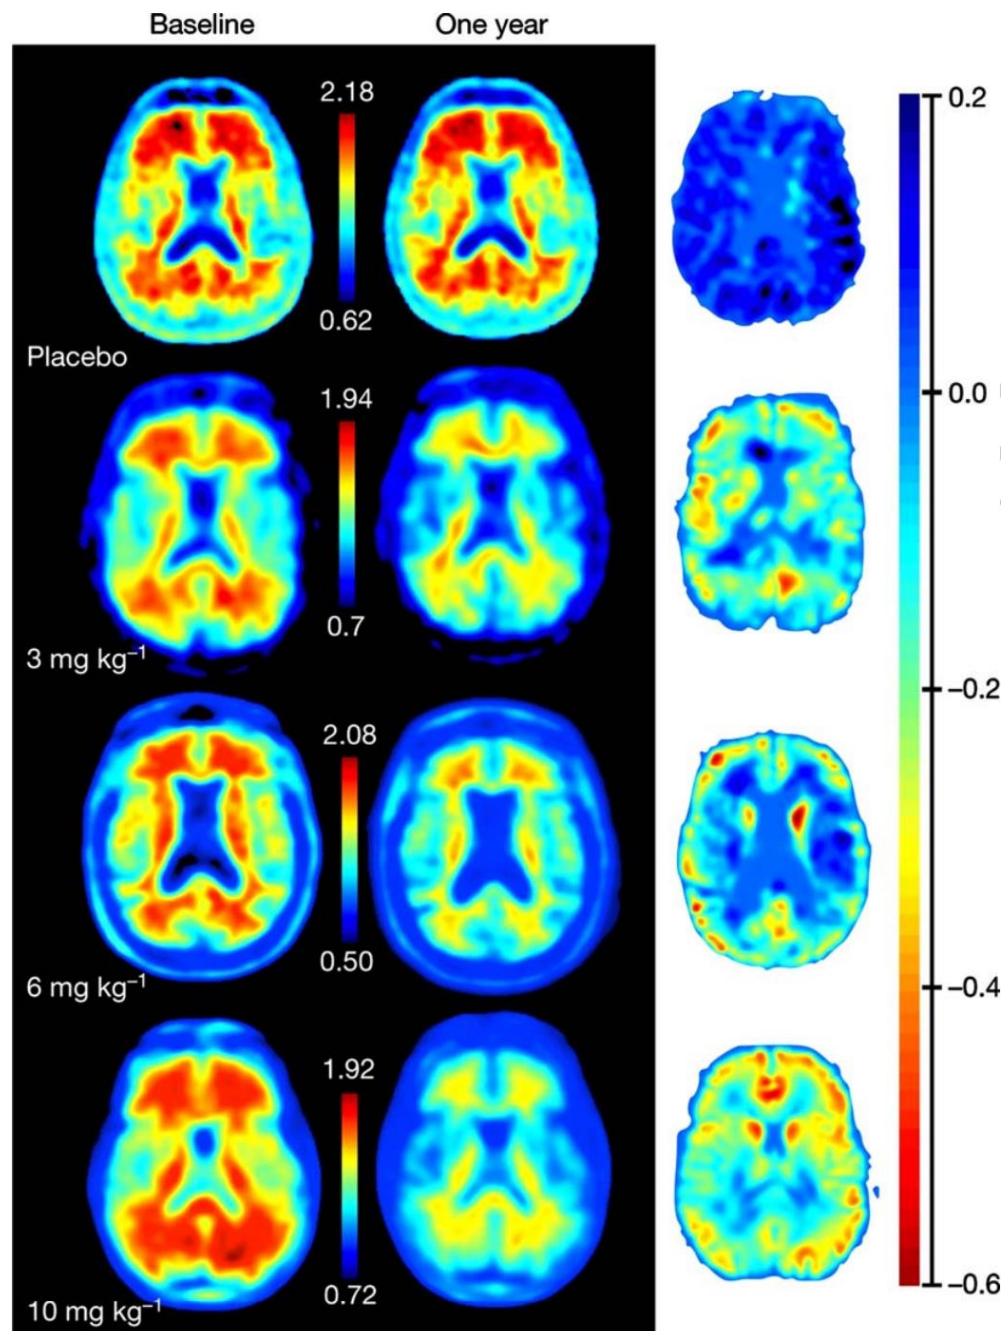 Baseline One year
2.18
0.62
Placebo
1.94
0.7
3 mg kg⁻¹
2.08
0.50
6 mg kg⁻¹
1.92
0.72
10 mg kg⁻¹
0.2
0.0
−0.2
−0.4
−0.6